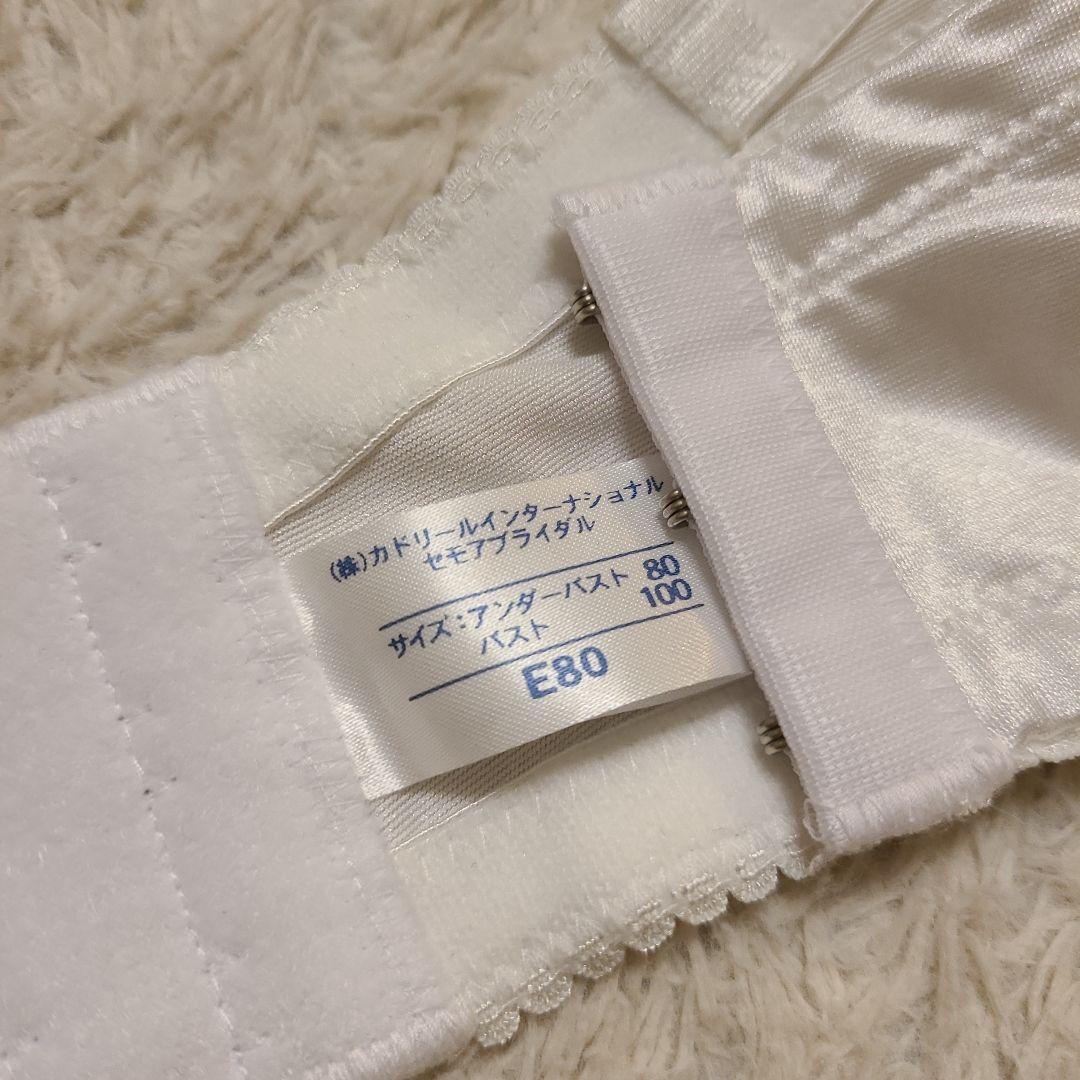 (株)カドリールインターナショナル
セモアブライダル
サイズ:アンダーバスト 80
バスト 100
E80